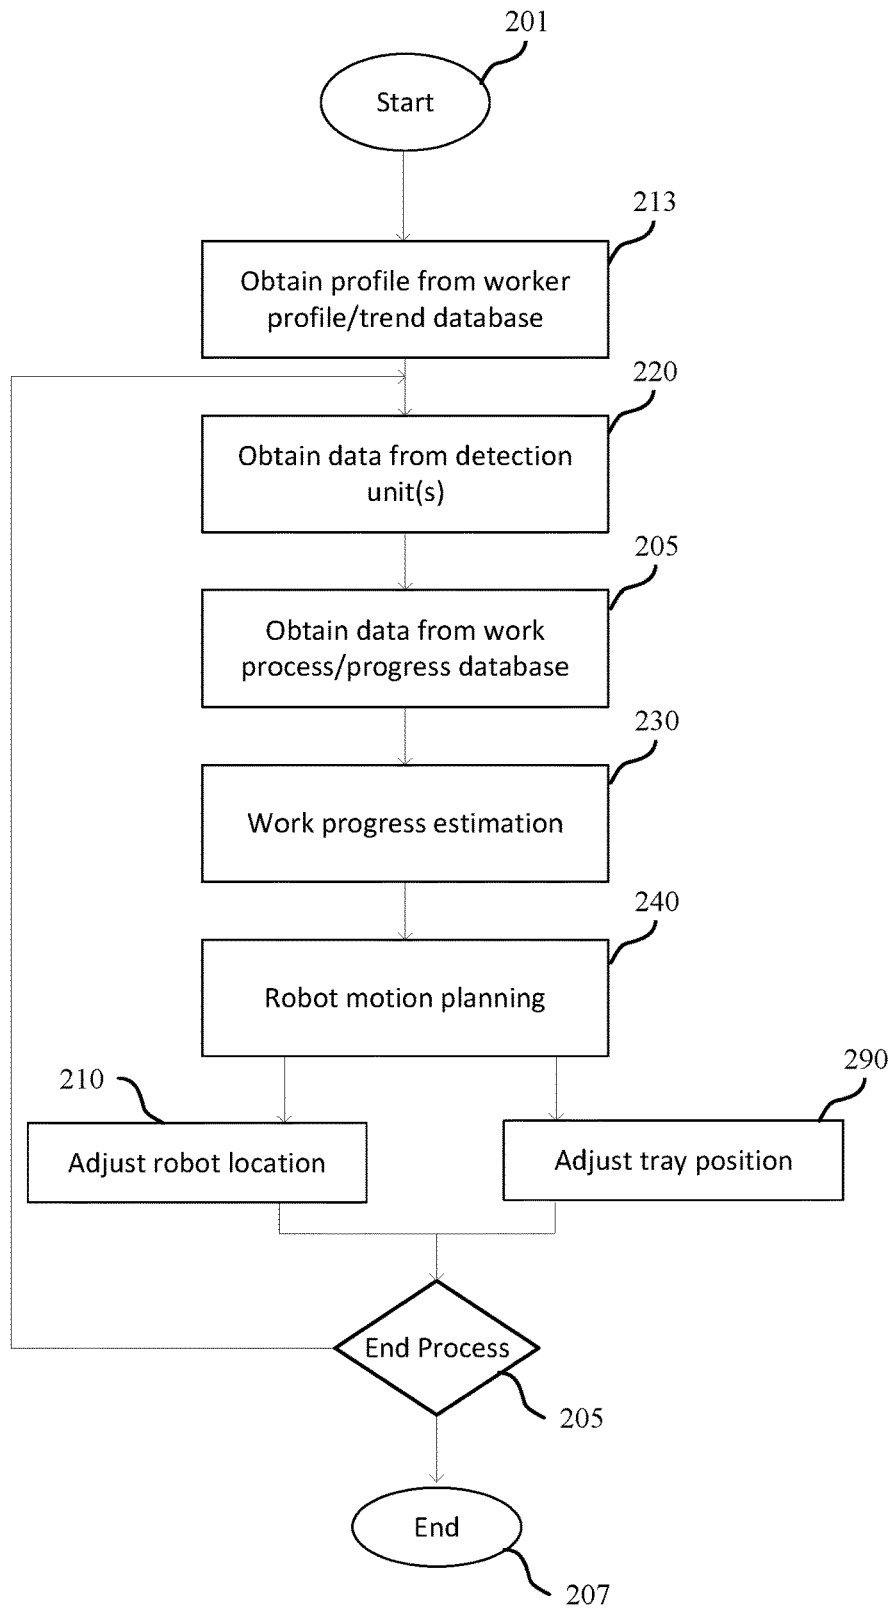 201
Start
213
Obtain profile from worker
profile/trend database
220
Obtain data from detection
unit(s)
205
Obtain data from work
process/progress database
230
Work progress estimation
240
Robot motion planning
210
Adjust robot location
290
Adjust tray position
End Process
205
End
207